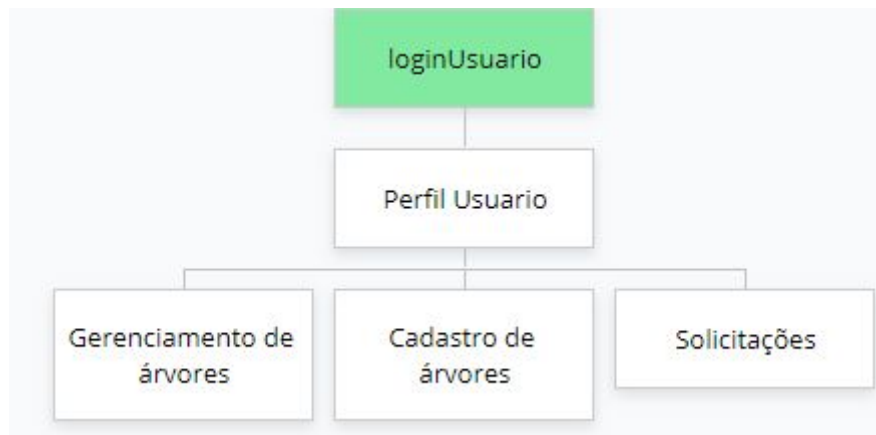 loginUsuario
Perfil Usuario
Gerenciamento de
árvores
Cadastro de
árvores
Solicitações